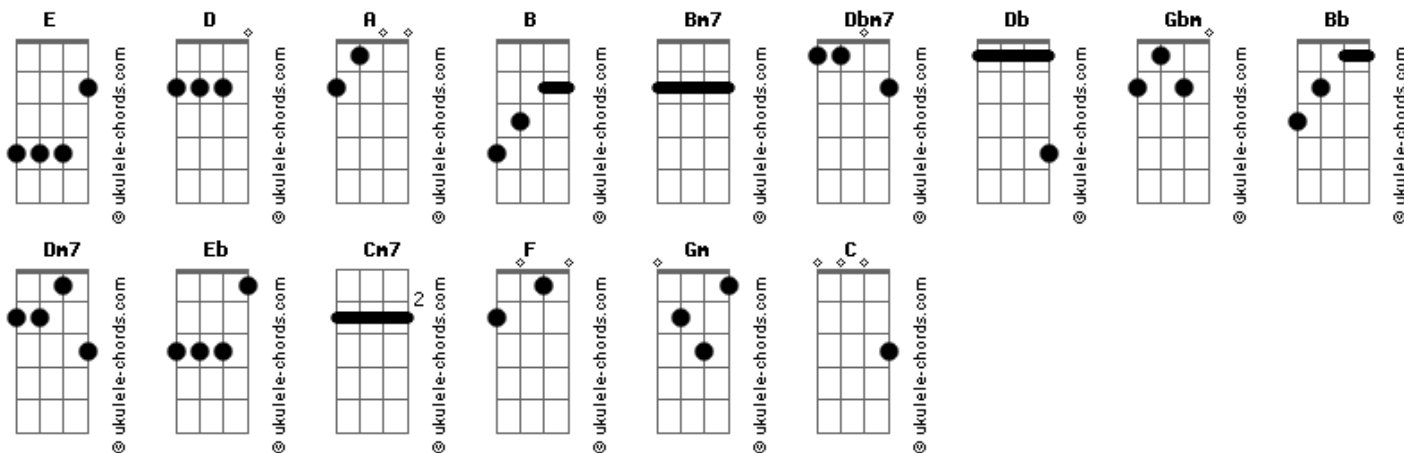 E D A B Bm7 Dbm7 Db Gbm Bb
© ukulele-chords.com © ukulele-chords.com © ukulele-chords.com © ukulele-chords.com © ukulele-chords.com © ukulele-chords.com © ukulele-chords.com © ukulele-chords.com © ukulele-chords.com
Dm7 Eb Cm7 F Gm C
2
© ukulele-chords.com © ukulele-chords.com © ukulele-chords.com © ukulele-chords.com © ukulele-chords.com © ukulele-chords.com